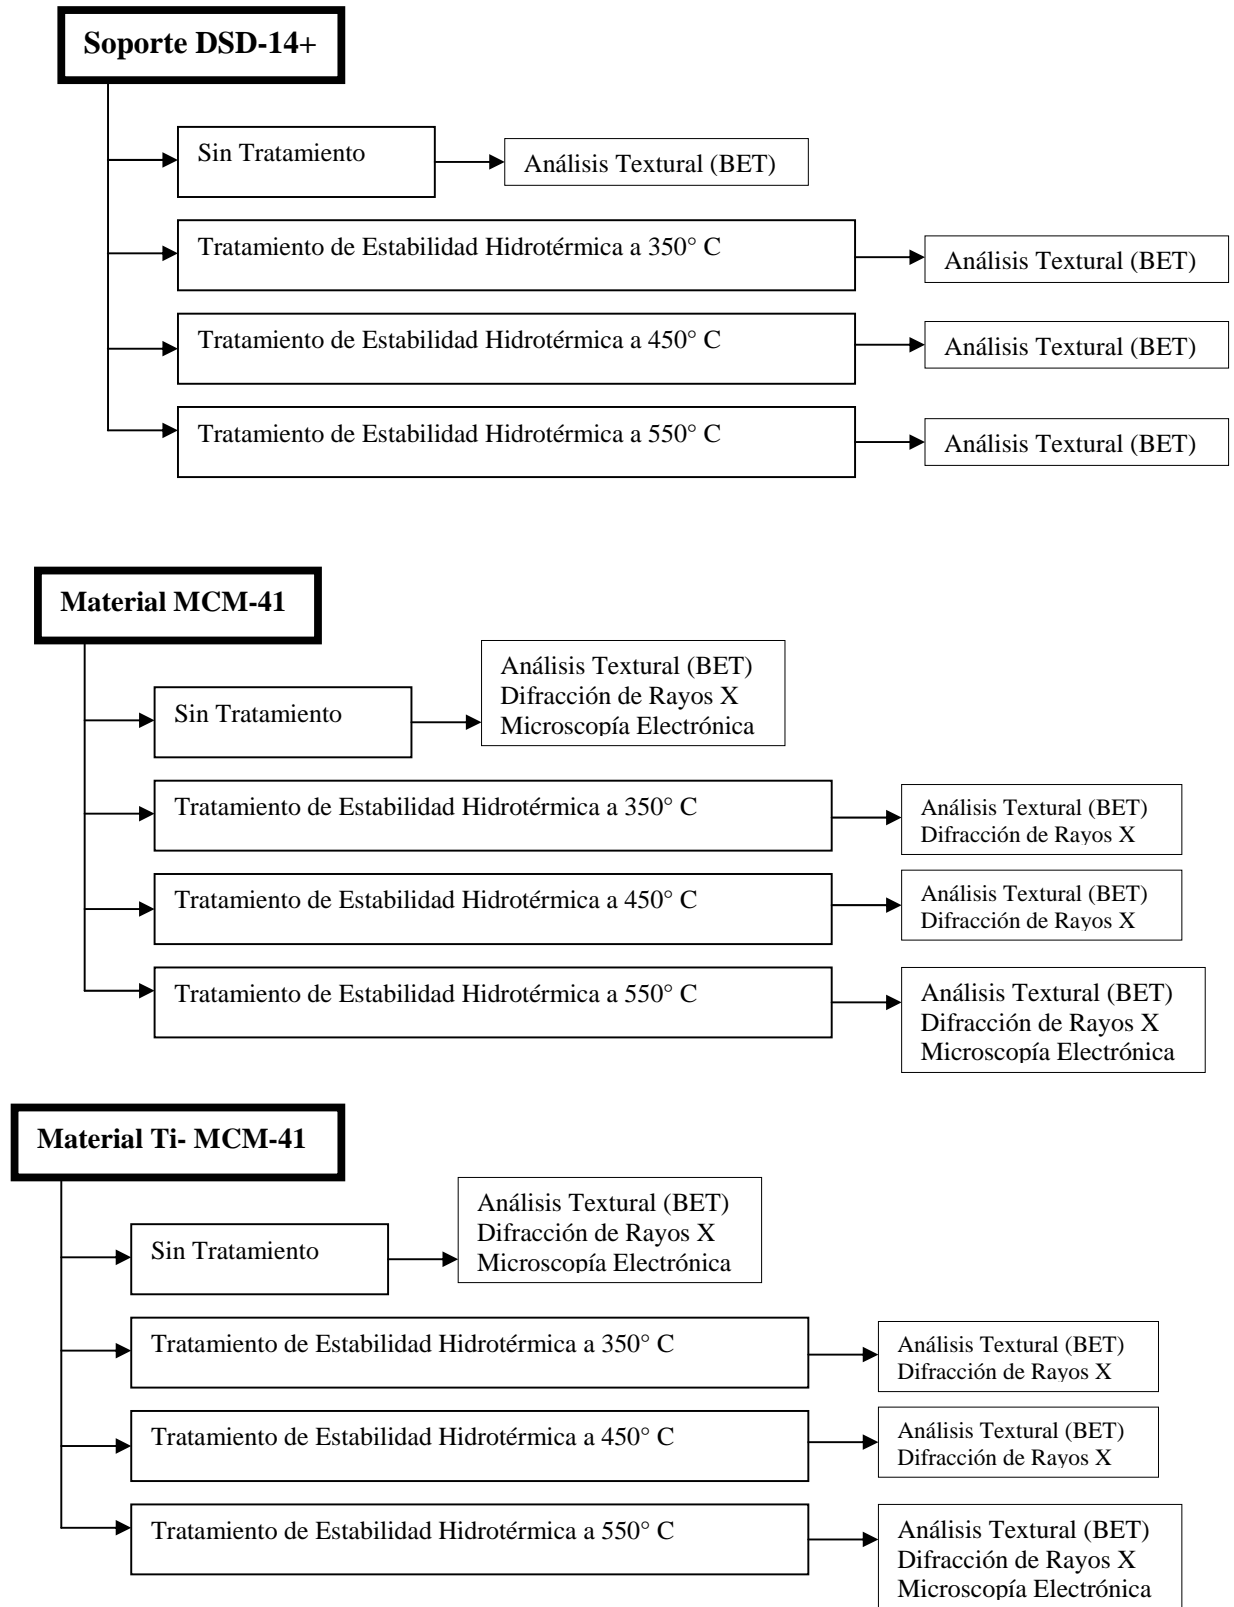 Soporte DSD-14+
Sin Tratamiento
Análisis Textural (BET)
Tratamiento de Estabilidad Hidrotérmica a 350° C
Análisis Textural (BET)
Tratamiento de Estabilidad Hidrotérmica a 450° C
Análisis Textural (BET)
Tratamiento de Estabilidad Hidrotérmica a 550° C
Análisis Textural (BET)
Material MCM-41
Sin Tratamiento
Análisis Textural (BET)
Difracción de Rayos X
Microscopía Electrónica
Tratamiento de Estabilidad Hidrotérmica a 350° C
Análisis Textural (BET)
Difracción de Rayos X
Tratamiento de Estabilidad Hidrotérmica a 450° C
Análisis Textural (BET)
Difracción de Rayos X
Tratamiento de Estabilidad Hidrotérmica a 550° C
Análisis Textural (BET)
Difracción de Rayos X
Microscopía Electrónica
Material Ti- MCM-41
Sin Tratamiento
Análisis Textural (BET)
Difracción de Rayos X
Microscopía Electrónica
Tratamiento de Estabilidad Hidrotérmica a 350° C
Análisis Textural (BET)
Difracción de Rayos X
Tratamiento de Estabilidad Hidrotérmica a 450° C
Análisis Textural (BET)
Difracción de Rayos X
Tratamiento de Estabilidad Hidrotérmica a 550° C
Análisis Textural (BET)
Difracción de Rayos X
Microscopía Electrónica